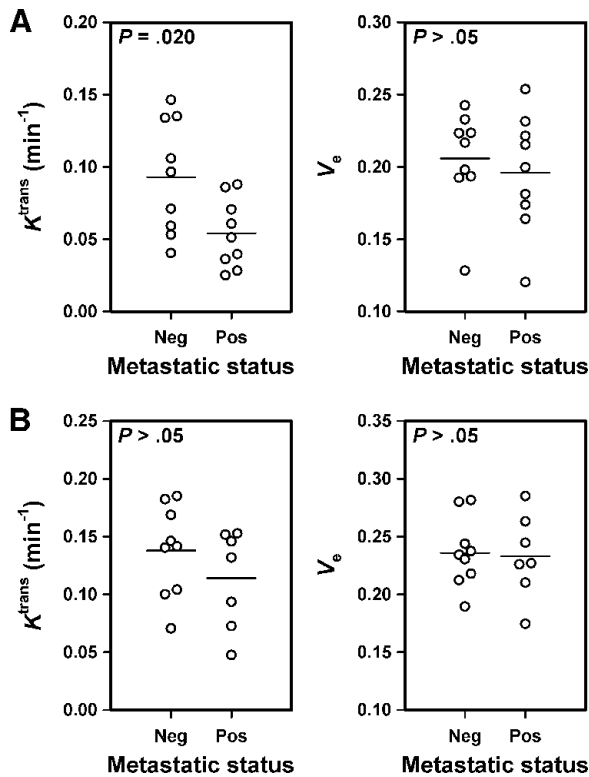 A
P = .020
P > .05
0.20
0.15
0.10
0.05
0.00
Ktrans (min-1)
Neg Pos
Metastatic status
0.30
0.25
0.20
0.15
0.10
Ve
Neg Pos
Metastatic status
B
P > .05
P > .05
0.25
0.20
0.15
0.10
0.05
0.00
Ktrans (min-1)
Neg Pos
Metastatic status
0.35
0.30
0.25
0.20
0.15
0.10
Ve
Neg Pos
Metastatic status